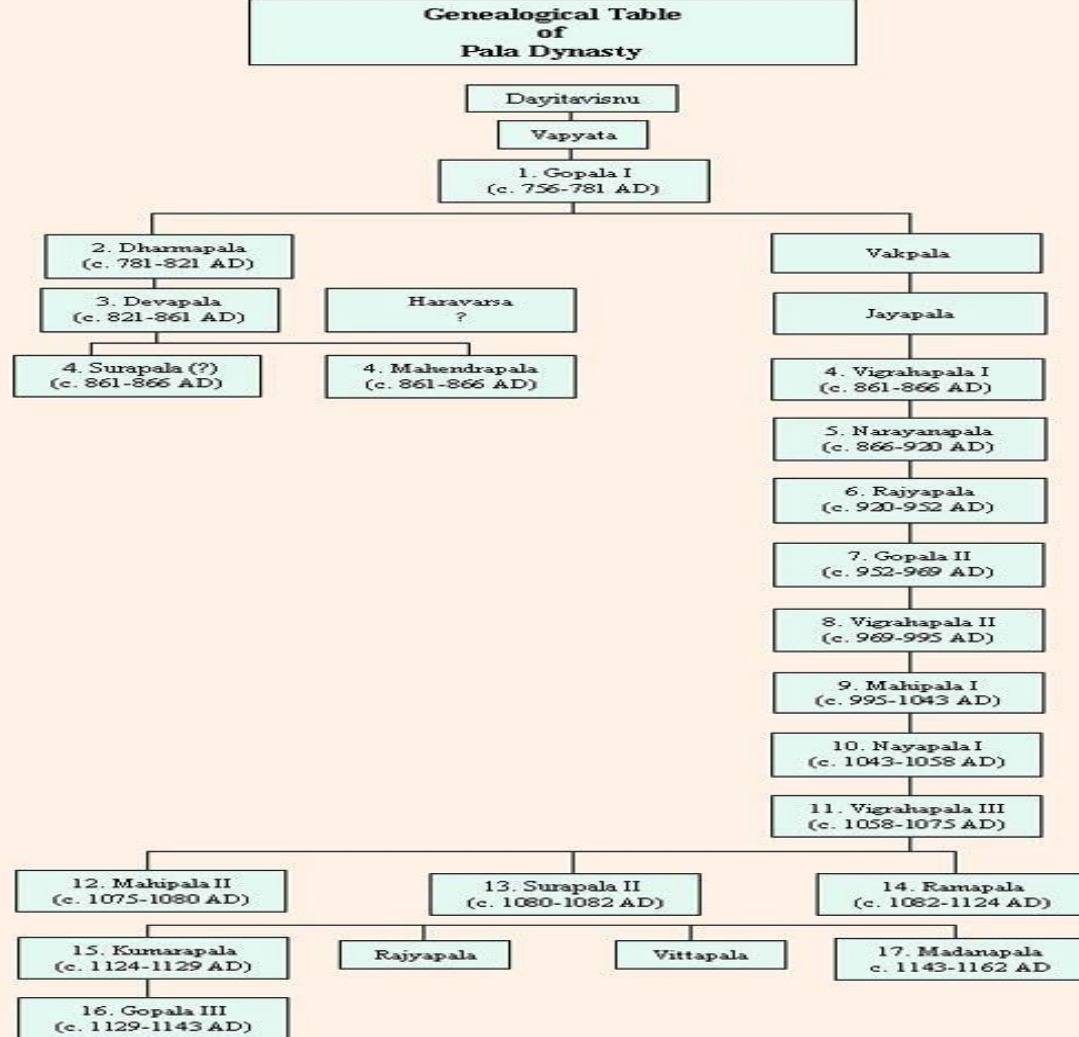 Genealogical Table
of
Pala Dynasty
Dayitavisnu
Vapyata
1. Gopala I
(c. 756-781 AD)
2. Dharmapala
(c. 781-821 AD)
Vakpala
3. Devapala
(c. 821-861 AD)
Haravarsa
?
Jayapala
4. Surapala (?)
(c. 861-866 AD)
4. Mahendrapala
(c. 861-866 AD)
4. Vigrahapala I
(c. 861-866 AD)
5. Narayanapala
(c. 866-920 AD)
6. Rajyapala
(c. 920-952 AD)
7. Gopala II
(c. 952-969 AD)
8. Vigrahapala II
(c. 969-995 AD)
9. Mahipala I
(c. 995-1043 AD)
10. Nayapala I
(c. 1043-1058 AD)
11. Vigrahapala III
(c. 1058-1075 AD)
12. Mahipala II
(c. 1075-1080 AD)
13. Surapala II
(c. 1080-1082 AD)
14. Ramapala
(c. 1082-1124 AD)
15. Kumarapala
(c. 1124-1129 AD)
Rajyapala
Vittapala
17. Madanapala
c. 1143-1162 AD
16. Gopala III
(c. 1129-1143 AD)